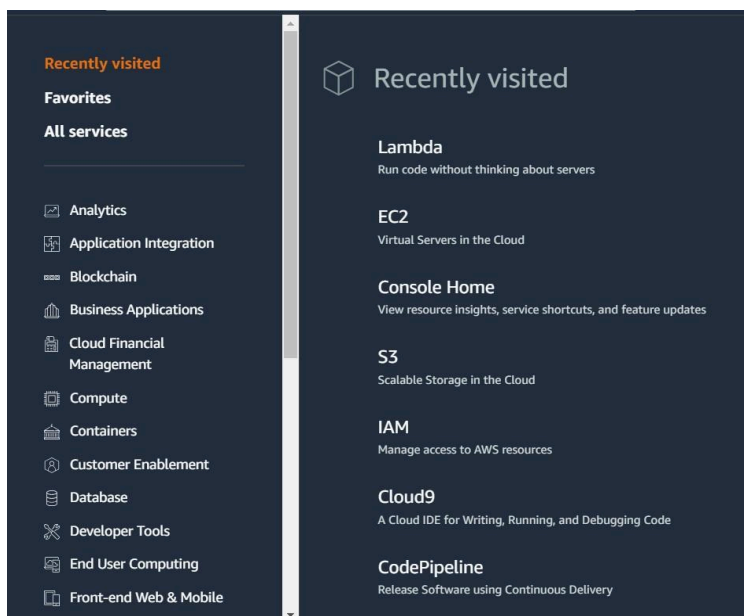 Recently visited
Favorites
All services
Analytics
Application Integration
Blockchain
Business Applications
Cloud Financial
Management
Compute
Containers
Customer Enablement
Database
Developer Tools
End User Computing
Front-end Web & Mobile
Recently visited
Lambda
Run code without thinking about servers
EC2
Virtual Servers in the Cloud
Console Home
View resource insights, service shortcuts, and feature updates
S3
Scalable Storage in the Cloud
IAM
Manage access to AWS resources
Cloud9
A Cloud IDE for Writing, Running, and Debugging Code
CodePipeline
Release Software using Continuous Delivery